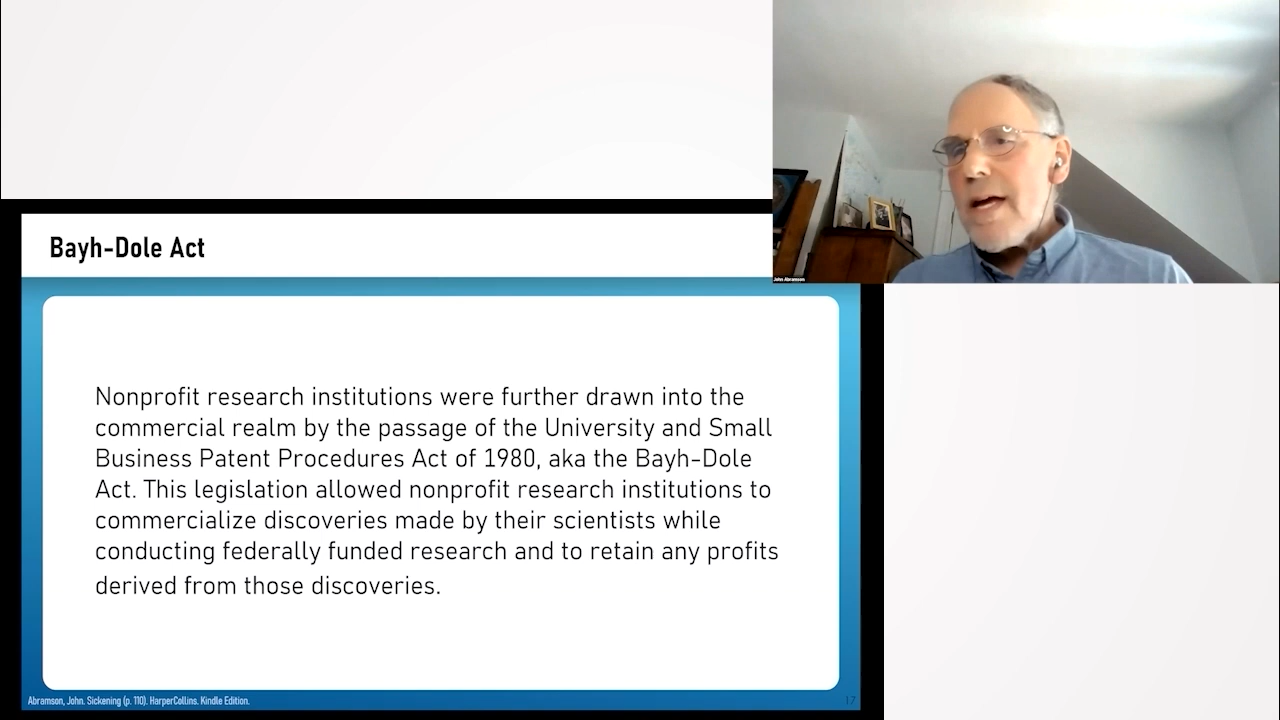 John Abramson
Bayh-Dole Act
Nonprofit research institutions were further drawn into the
commercial realm by the passage of the University and Small
Business Patent Procedures Act of 1980, aka the Bayh-Dole
Act. This legislation allowed nonprofit research institutions to
commercialize discoveries made by their scientists while
conducting federally funded research and to retain any profits
derived from those discoveries.
Abramson, John. Sickening (p. 110). HarperCollins. Kindle Edition.
17